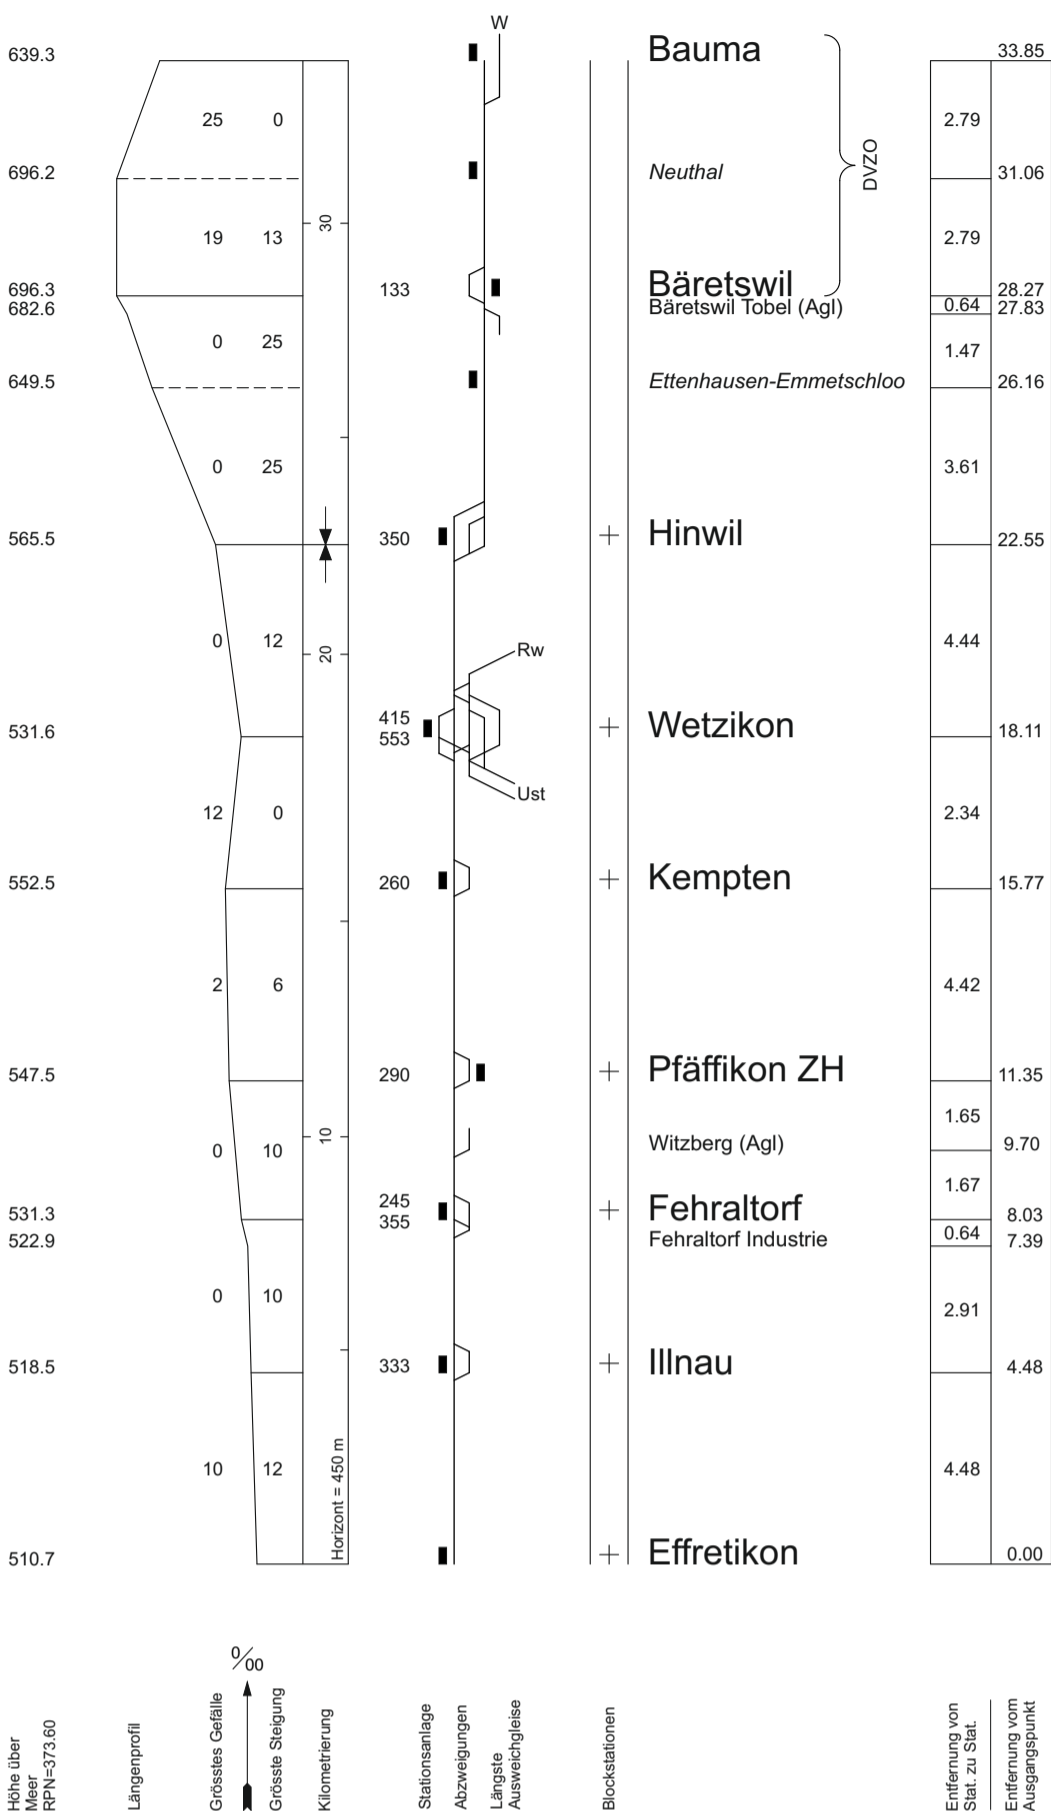 W
639.3 Bauma 33.85
25 0 2.79
DVZO
696.2 Neuthal 31.06
30
19 13 2.79
696.3 133 Bäretswil 28.27
682.6 Bäretswil Tobel (Agl) 0.64 27.83
0 25 1.47
649.5 Ettenhausen-Emmetschloo 26.16
0 25 3.61
565.5 350 Hinwil 22.55
0 12 20 4.44
Rw
415
531.6 Wetzikon 18.11
553
Ust
12 0 2.34
552.5 260 Kempten 15.77
2 6 4.42
547.5 290 Pfäffikon ZH 11.35
1.65
10
0 10 Witzberg (Agl) 9.70
1.67
245
531.3 Fehraltorf 8.03
355
522.9 Fehraltorf Industrie 0.64 7.39
0 10 2.91
518.5 333 Illnau 4.48
10 12 4.48
Horizont = 450 m
510.7 Effretikon 0.00
0/00
Höhe über
Meer
RPN=373.60
Längenprofil
Grösstes Gefälle
Grösste Steigung
Kilometrierung
Stationsanlage
Abzweigungen
Längste
Ausweichgleise
Blockstationen
Entfernung von
Stat. zu Stat.
Entfernung vom
Ausgangspunkt